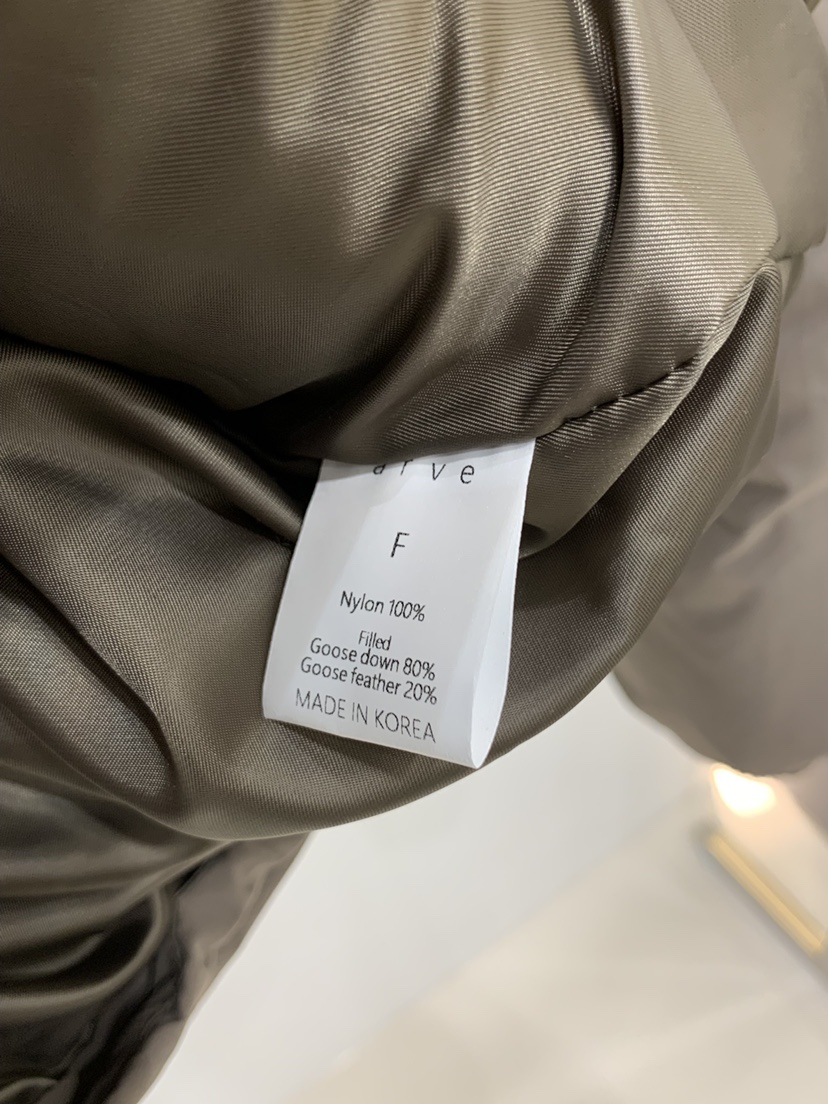 arve
F
Nylon 100%
Filled
Goose down 80%
Goose feather 20%
MADE IN KOREA